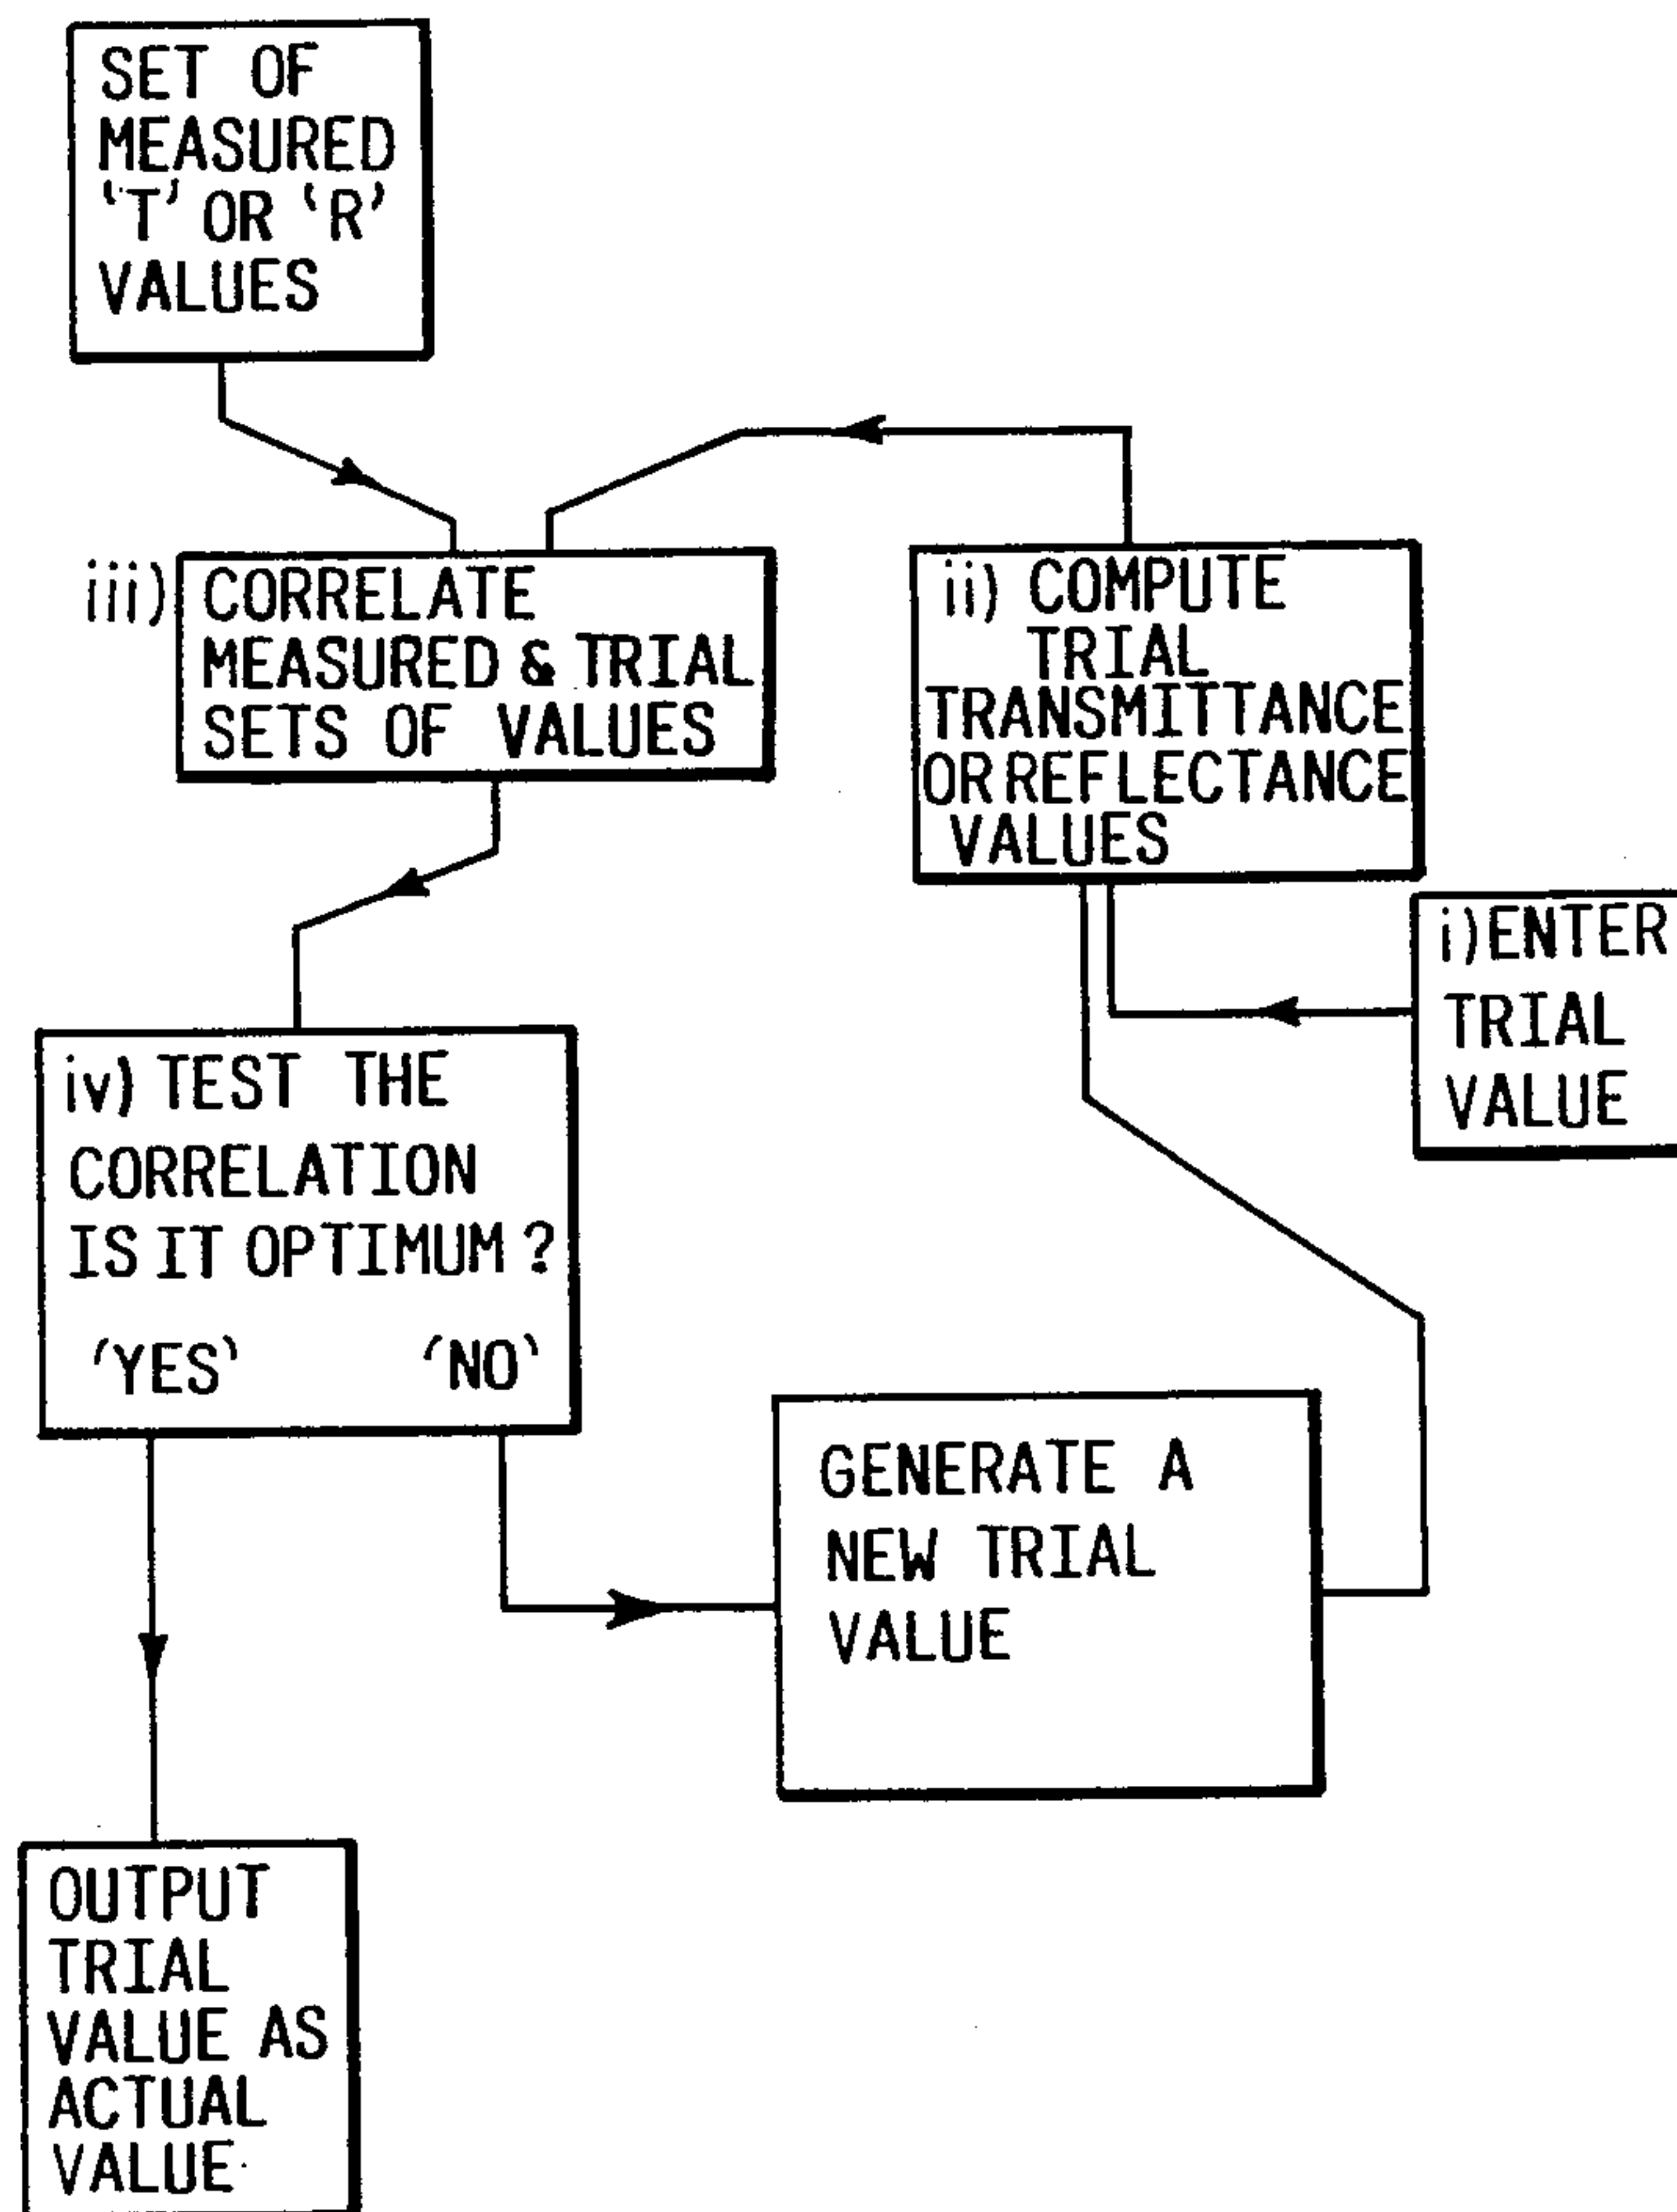 SET OF
MEASURED
‘T’ OR ‘R’
VALUES
iii) CORRELATE
MEASURED & TRIAL
SETS OF VALUES
ii) COMPUTE
TRIAL
TRANSMITTANCE
OR REFLECTANCE
VALUES
i) ENTER
TRIAL
VALUE
iv) TEST THE
CORRELATION
IS IT OPTIMUM ?
‘YES’ ‘NO’
GENERATE A
NEW TRIAL
VALUE
OUTPUT
TRIAL
VALUE AS
ACTUAL
VALUE